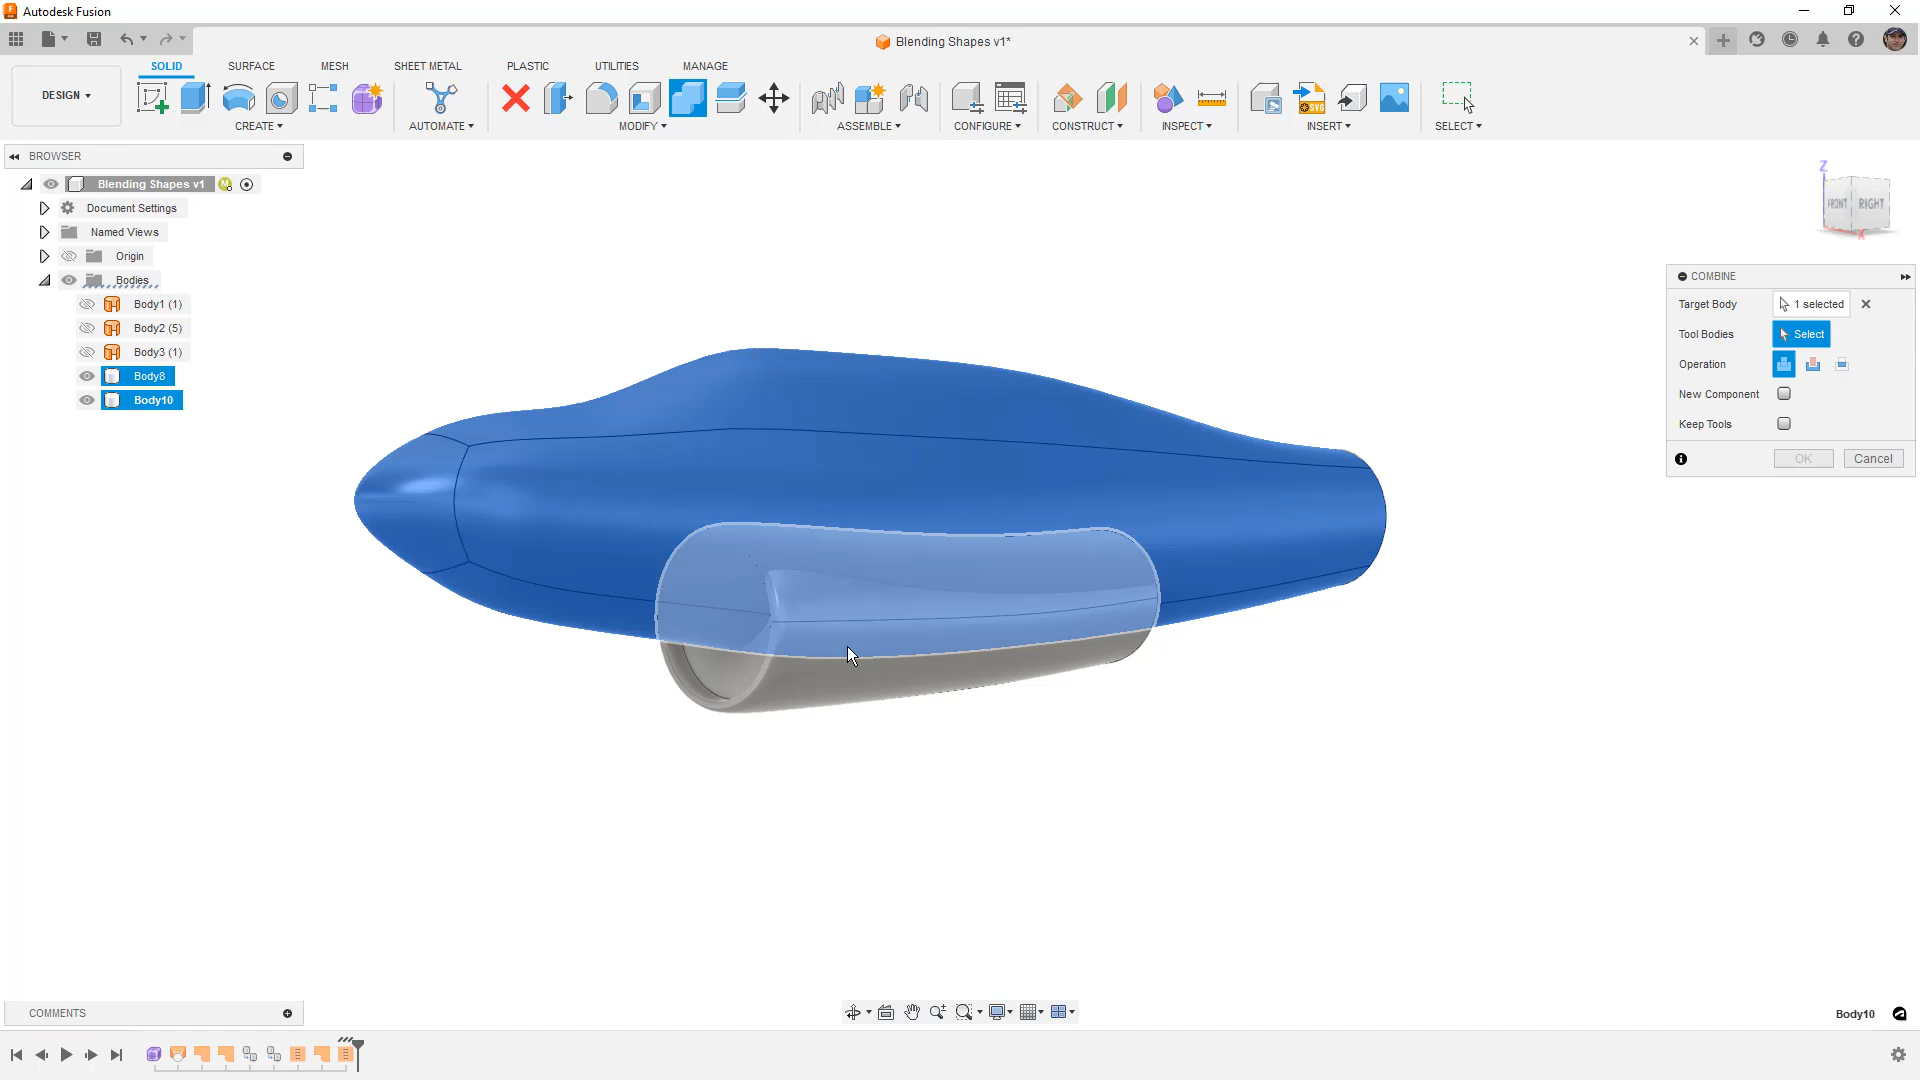 Autodesk Fusion
Blending Shapes v1*
SOLID SURFACE MESH SHEET METAL PLASTIC UTILITIES MANAGE
DESIGN
SVG
CREATE AUTOMATE MODIFY ASSEMBLE CONFIGURE CONSTRUCT INSPECT INSERT SELECT
BROWSER
Blending Shapes v1 M
Document Settings
Named Views
Origin
Bodies
Body1 (1)
Body2 (5)
Body3 (1)
Body8
Body10
Z
FRONT RIGHT
X
COMBINE
Target Body 1 selected
Tool Bodies Select
Operation
New Component
Keep Tools
OK Cancel
COMMENTS
Body10